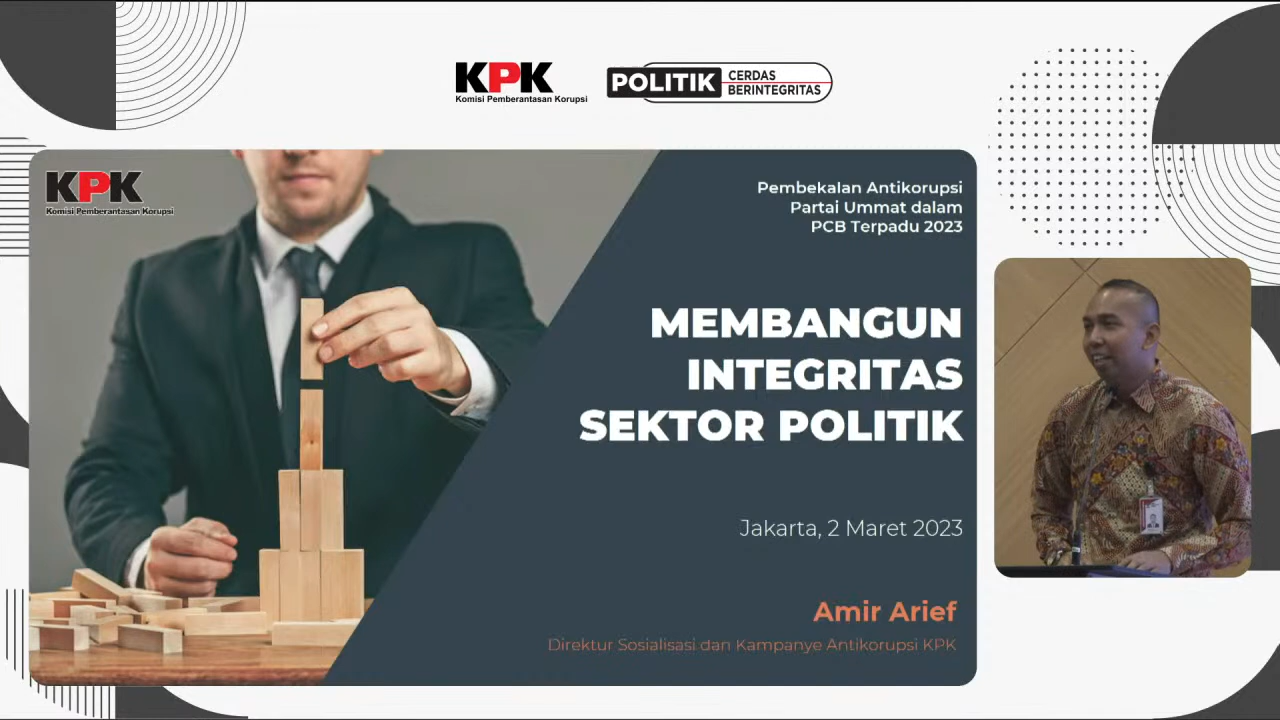 KPK
Komisi Pemberantasan Korupsi
POLITIK
CERDAS
BERINTEGRITAS
KPK
Komisi Pemberantasan Korupsi
Pembekalan Antikorupsi
Partai Ummat dalam
PCB Terpadu 2023
MEMBANGUN
INTEGRITAS
SEKTOR POLITIK
Jakarta, 2 Maret 2023
Amir Arief
Direktur Sosialisasi dan Kampanye Antikorupsi KPK